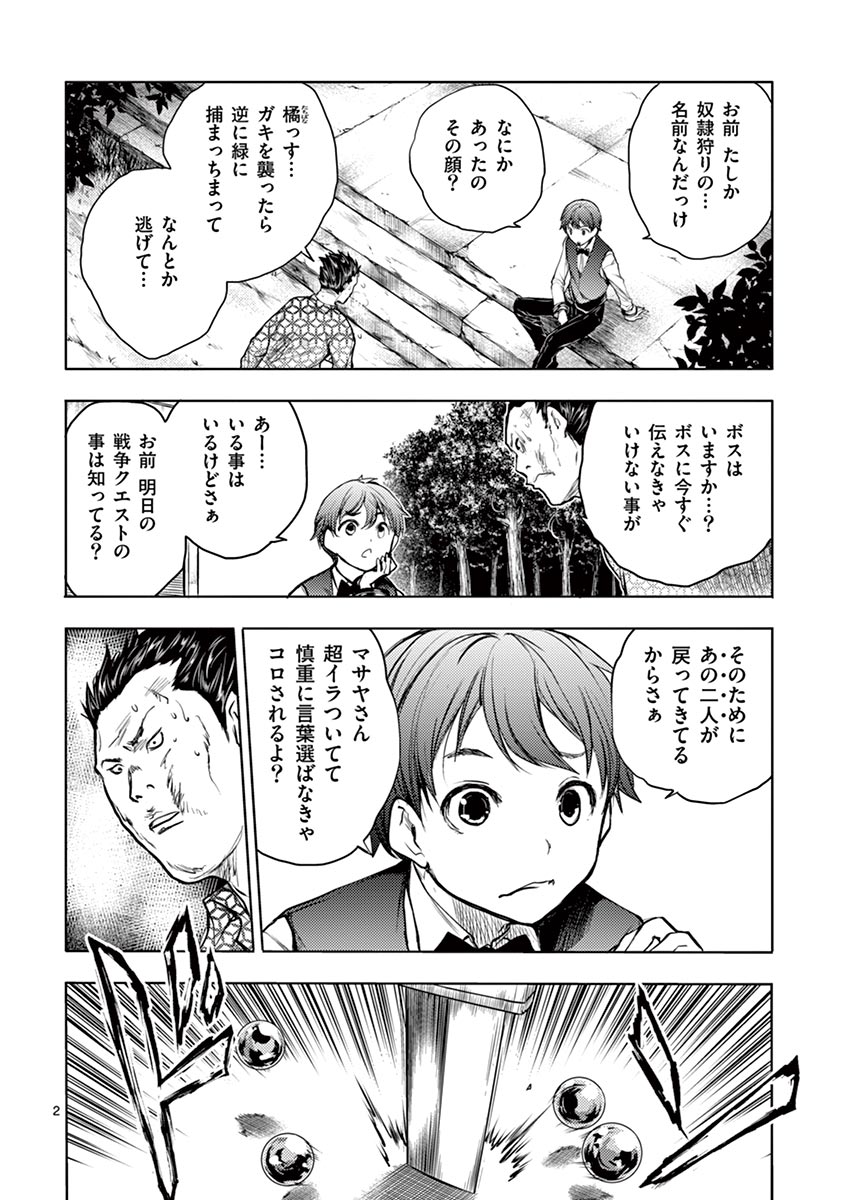 お前 たしか
奴隷狩りの…
名前なんだっけ
なにか
あったの
その顔？
橘っす…
たちばな
ガキを襲ったら
逆に緑に
捕まっちまって
なんとか
逃げて…
ボスは
いますか…？
ボスに今すぐ
伝えなきゃ
いけない事が
あー…
いる事は
いるけどさぁ
お前 明日の
戦争クエストの
事は知ってる？
そのために
あの二人が
戻ってきてる
からさぁ
マサヤさん
超イラついてて
慎重に言葉選ばなきゃ
コロされるよ？
ドガッ
2